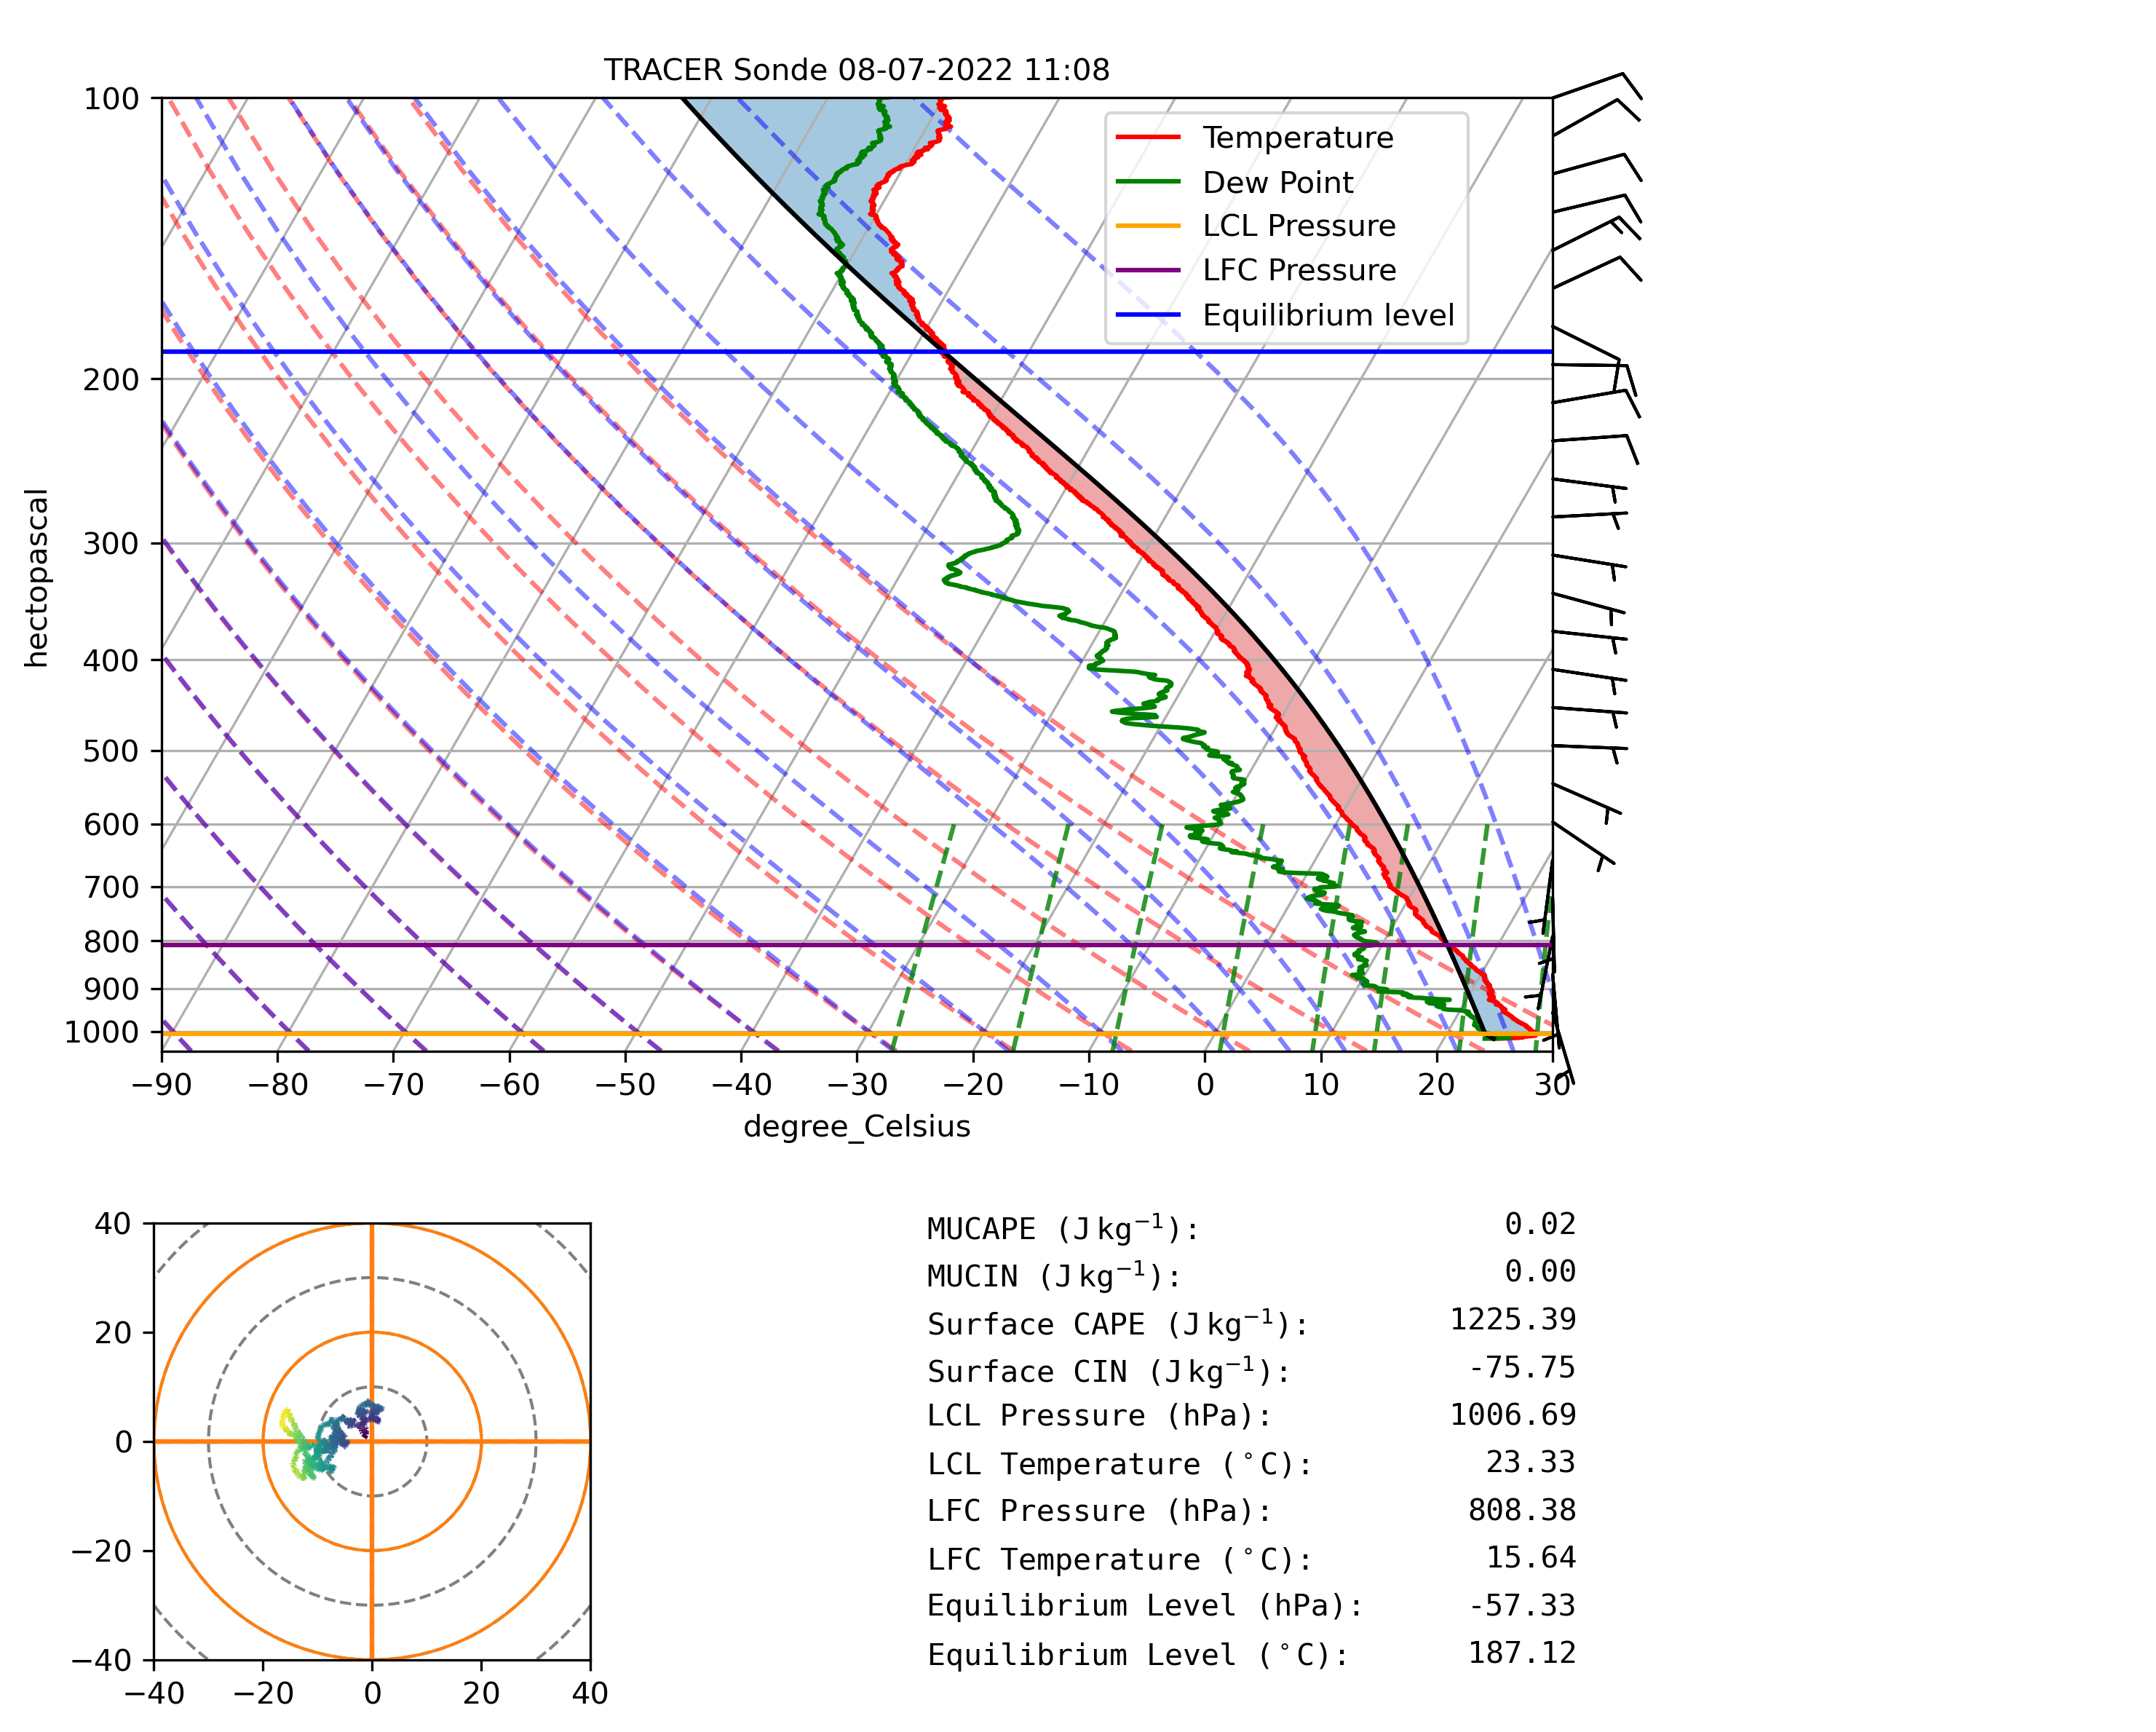 TRACER Sonde 08-07-2022 11:08
100
200
300
400
500
600
700
800
900
1000
hectopascal
Temperature
Dew Point
LCL Pressure
LFC Pressure
Equilibrium level
−90 −80 −70 −60 −50 −40 −30 −20 −10 0 10 20 30
degree_Celsius
40
20
0
−20
−40
−40 −20 0 20 40
MUCAPE (J kg⁻¹): 0.02
MUCIN (J kg⁻¹): 0.00
Surface CAPE (J kg⁻¹): 1225.39
Surface CIN (J kg⁻¹): -75.75
LCL Pressure (hPa): 1006.69
LCL Temperature (°C): 23.33
LFC Pressure (hPa): 808.38
LFC Temperature (°C): 15.64
Equilibrium Level (hPa): -57.33
Equilibrium Level (°C): 187.12